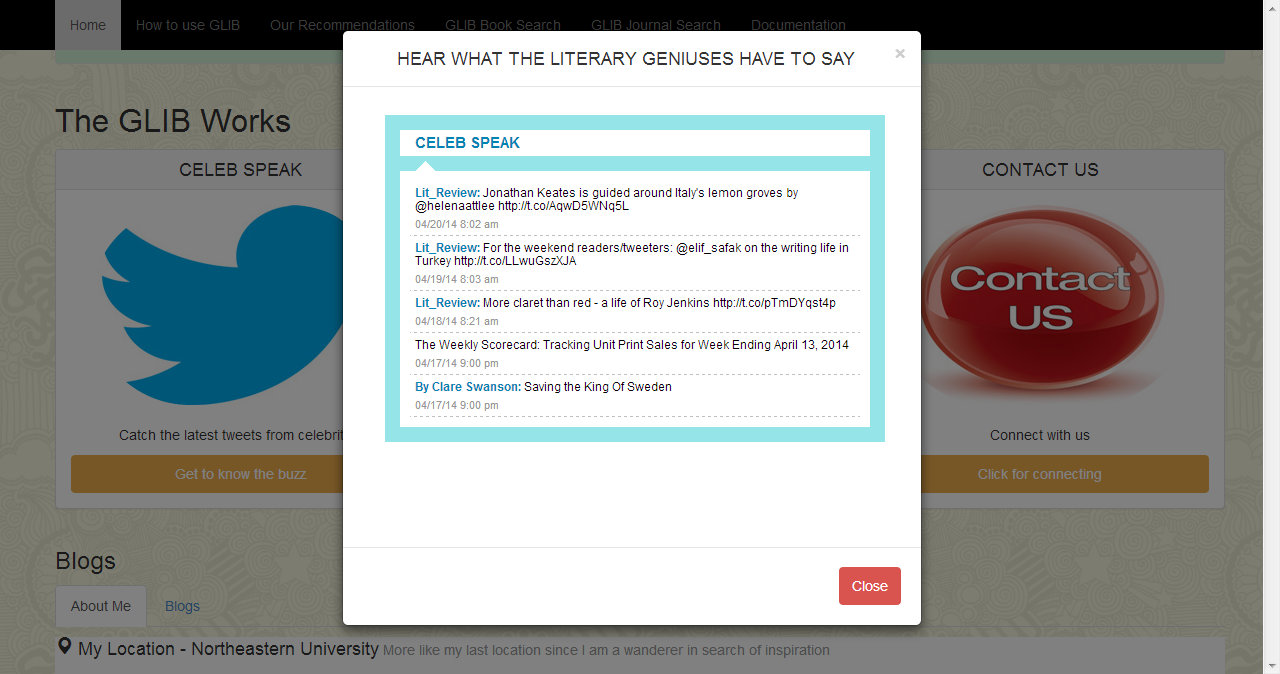 Home How to use GLIB Our Recommendations GLIB Book Search GLIB Journal Search Documentation
HEAR WHAT THE LITERARY GENIUSES HAVE TO SAY ×
The GLIB Works
CELEB SPEAK
CONTACT US
CELEB SPEAK
Lit_Review: Jonathan Keates is guided around Italy's lemon groves by
@helenaattlee http://t.co/AqwD5WNq5L
04/20/14 8:02 am
Lit_Review: For the weekend readers/tweeters: @elif_safak on the writing life in
Turkey http://t.co/LLwuGszXJA
04/19/14 8:03 am
Lit_Review: More claret than red - a life of Roy Jenkins http://t.co/pTmDYqst4p
04/18/14 8:21 am
The Weekly Scorecard: Tracking Unit Print Sales for Week Ending April 13, 2014
04/17/14 9:00 pm
By Clare Swanson: Saving the King Of Sweden
04/17/14 9:00 pm
Contact
US
Catch the latest tweets from celebrit
Connect with us
Get to know the buzz
Click for connecting
Blogs
Close
About Me Blogs
My Location - Northeastern University More like my last location since I am a wanderer in search of inspiration